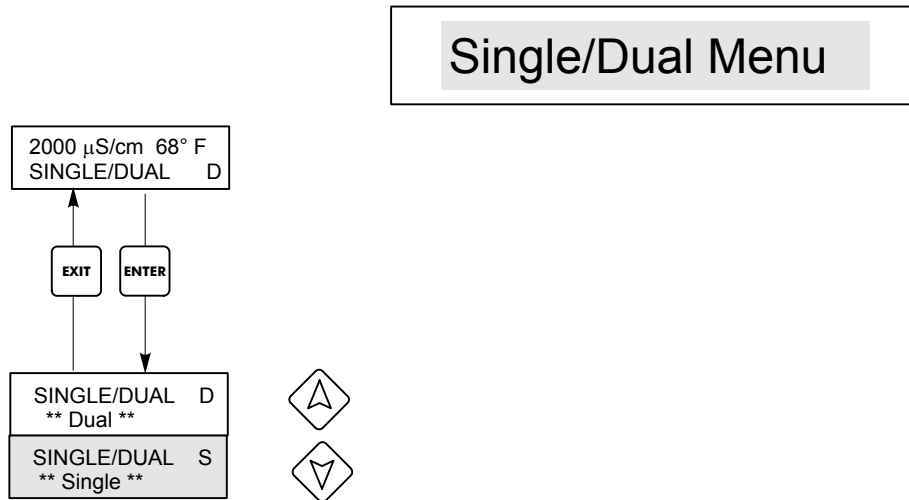 Single/Dual Menu
2000 μS/cm 68° F
SINGLE/DUAL D
EXIT
ENTER
SINGLE/DUAL D
** Dual **
SINGLE/DUAL S
** Single **